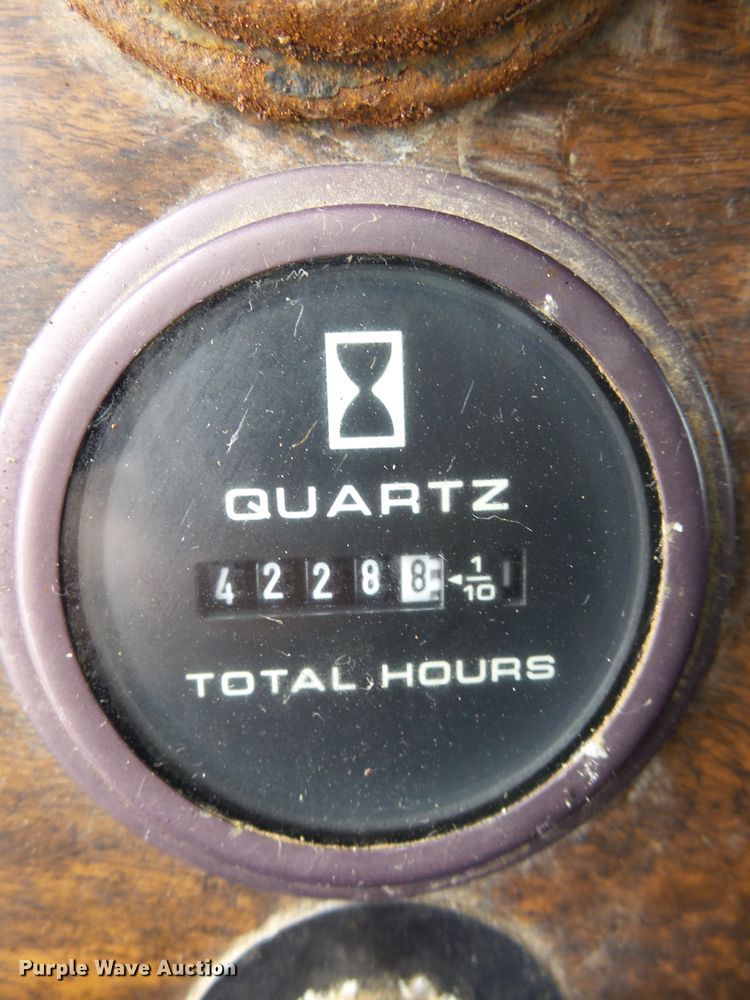 QUARTZ
42288 ◄1/10
TOTAL HOURS
Purple Wave Auction